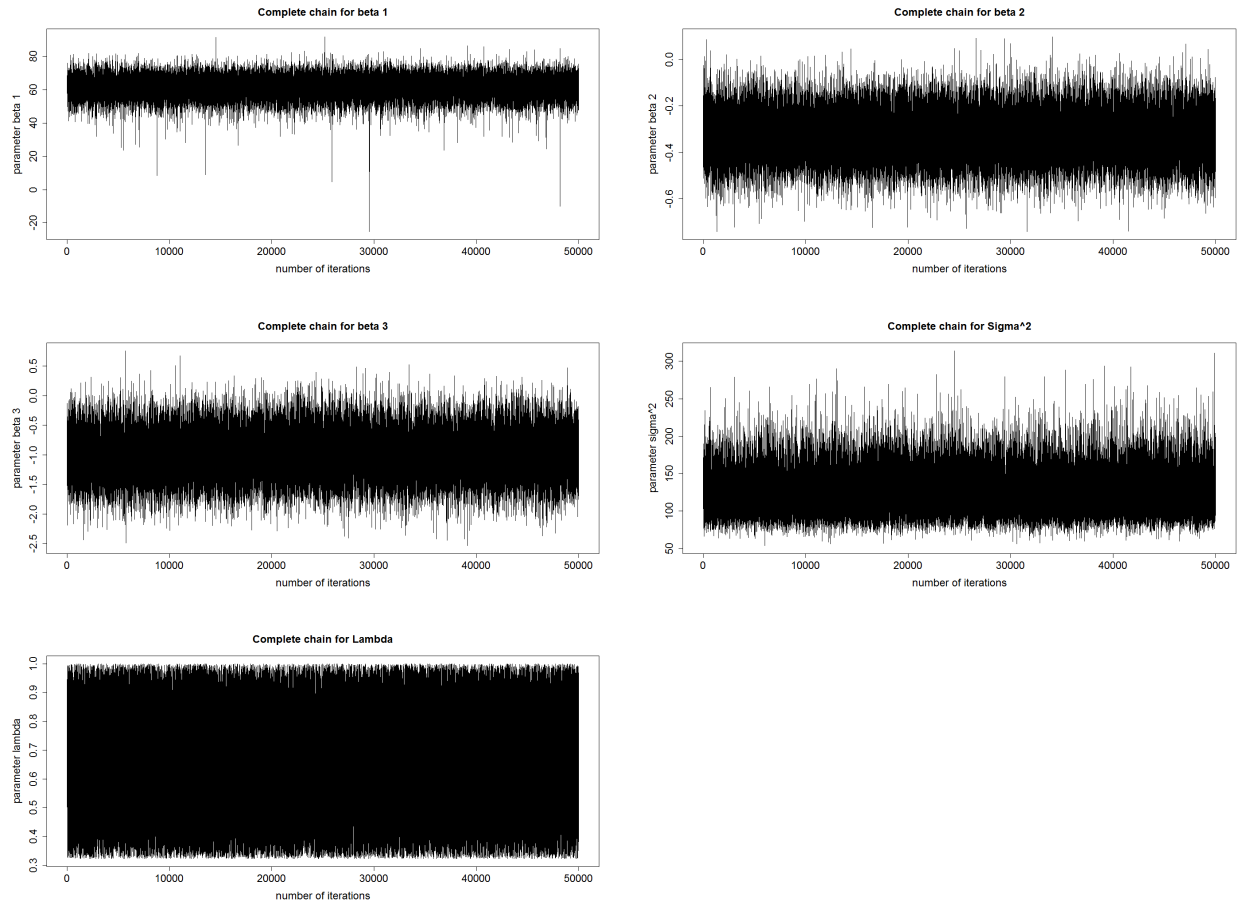 Complete chain for beta 1
parameter beta 1
80
60
40
20
0
-20
0 10000 20000 30000 40000 50000
number of iterations
Complete chain for beta 2
parameter beta 2
0.0
-0.2
-0.4
-0.6
0 10000 20000 30000 40000 50000
number of iterations
Complete chain for beta 3
parameter beta 3
0.5
0.0
-0.5
-1.0
-1.5
-2.0
-2.5
0 10000 20000 30000 40000 50000
number of iterations
Complete chain for Sigma^2
parameter sigma^2
300
250
200
150
100
50
0 10000 20000 30000 40000 50000
number of iterations
Complete chain for Lambda
parameter lambda
1.0
0.9
0.8
0.7
0.6
0.5
0.4
0.3
0 10000 20000 30000 40000 50000
number of iterations